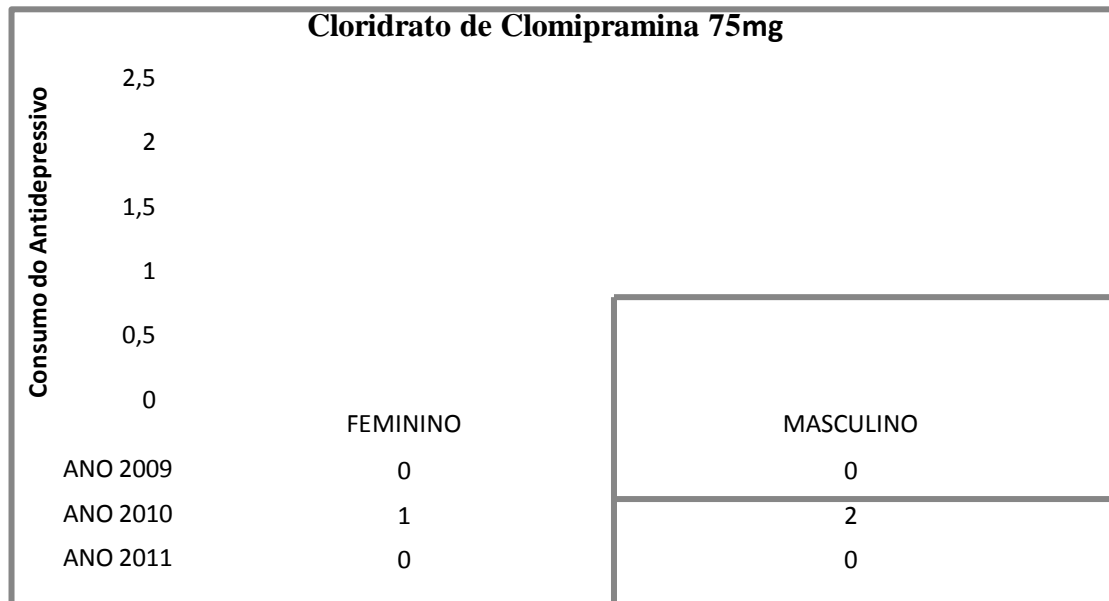 Cloridrato de Clomipramina 75mg
Consumo do Antidepressivo
2,5
2
1,5
1
0,5
0
FEMININO MASCULINO
ANO 2009 0 0
ANO 2010 1 2
ANO 2011 0 0